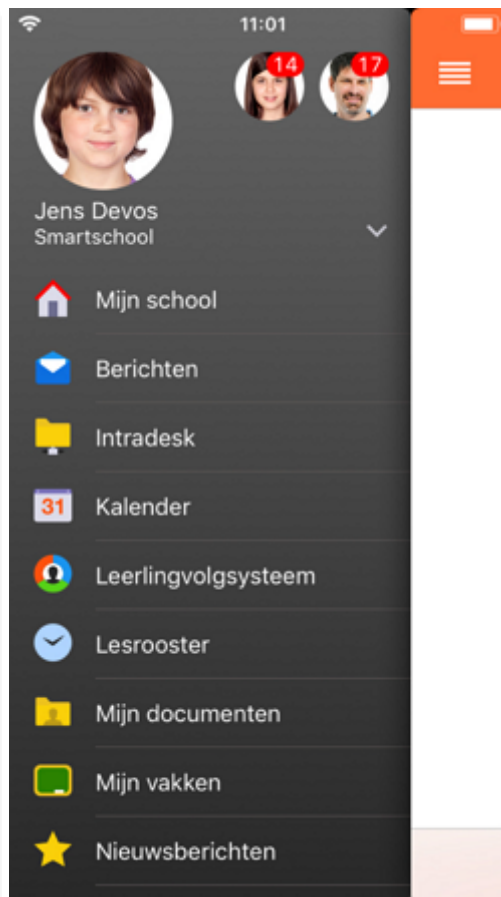 11:01
14
17
Jens Devos
Smartschool
Mijn school
Berichten
Intradesk
31
Kalender
Leerlingvolgsysteem
Lesrooster
Mijn documenten
Mijn vakken
Nieuwsberichten